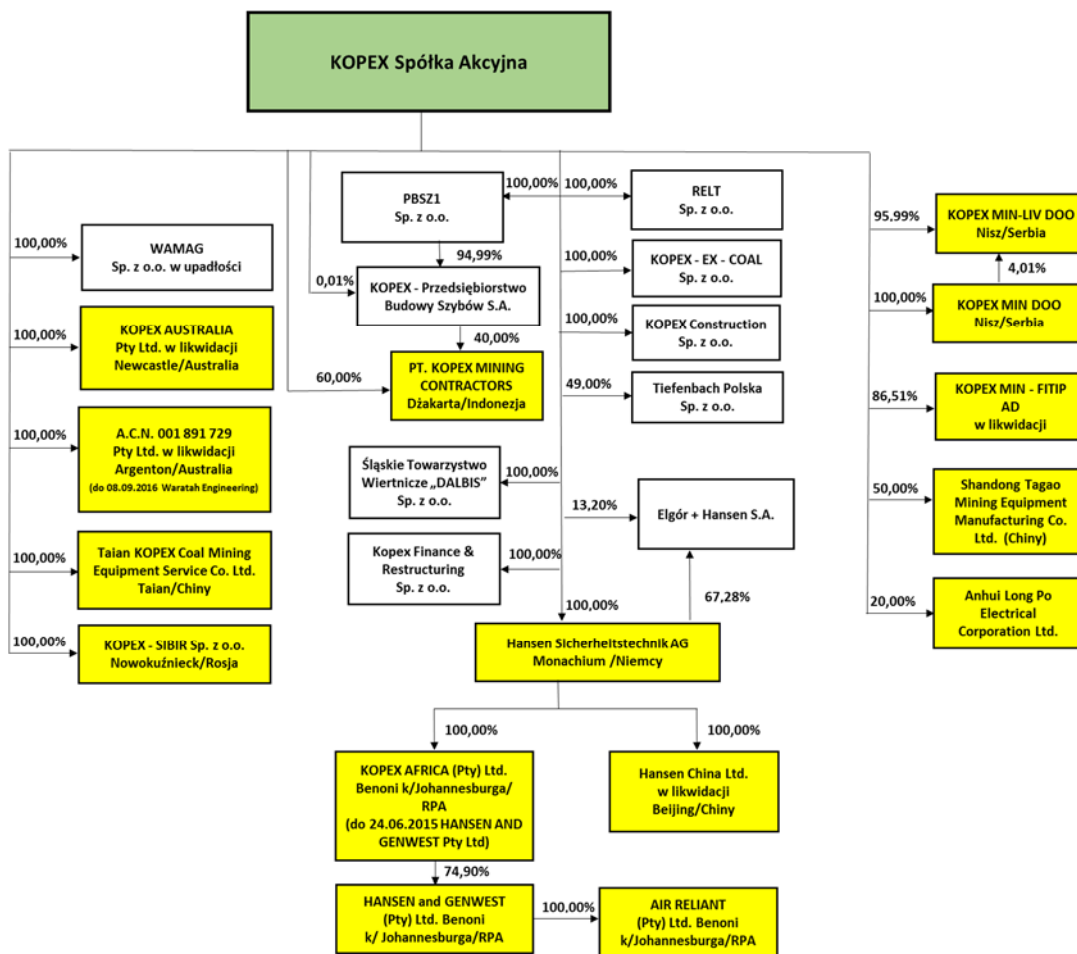 KOPEX Spółka Akcyjna
100,00%
WAMAG
Sp. z o.o. w upadłości
100,00%
KOPEX AUSTRALIA
Pty Ltd. w likwidacji
Newcastle/Australia
100,00%
A.C.N. 001 891 729
Pty Ltd. w likwidacji
Argenton/Australia
(do 08.09.2016 Waratah Engineering)
100,00%
Taian KOPEX Coal Mining
Equipment Service Co. Ltd.
Taian/Chiny
100,00%
KOPEX - SIBIR Sp. z o.o.
Nowokuźnieck/Rosja
PBSZ1
Sp. z o.o.
100,00%
94,99%
0,01%
KOPEX - Przedsiębiorstwo
Budowy Szybów S.A.
40,00%
60,00%
PT. KOPEX MINING
CONTRACTORS
Dżakarta/Indonezja
Śląskie Towarzystwo
Wiertnicze „DALBIS”
Sp. z o.o.
100,00%
Kopex Finance &
Restructuring
Sp. z o.o.
100,00%
100,00%
RELT
Sp. z o.o.
100,00%
KOPEX - EX - COAL
Sp. z o.o.
100,00%
KOPEX Construction
Sp. z o.o.
49,00%
Tiefenbach Polska
Sp. z o.o.
13,20%
Elgór + Hansen S.A.
67,28%
100,00%
Hansen Sicherheitstechnik AG
Monachium /Niemcy
95,99%
KOPEX MIN-LIV DOO
Nisz/Serbia
4,01%
100,00%
KOPEX MIN DOO
Nisz/Serbia
86,51%
KOPEX MIN - FITIP
AD
w likwidacji
50,00%
Shandong Tagao
Mining Equipment
Manufacturing Co.
Ltd. (Chiny)
20,00%
Anhui Long Po
Electrical
Corporation Ltd.
100,00%
KOPEX AFRICA (Pty) Ltd.
Benoni k/Johannesburga/
RPA
(do 24.06.2015 HANSEN AND
GENWEST Pty Ltd)
100,00%
Hansen China Ltd.
w likwidacji
Beijing/Chiny
74,90%
HANSEN and GENWEST
(Pty) Ltd. Benoni
k/ Johannesburga/RPA
100,00%
AIR RELIANT
(Pty) Ltd. Benoni
k/Johannesburga/RPA